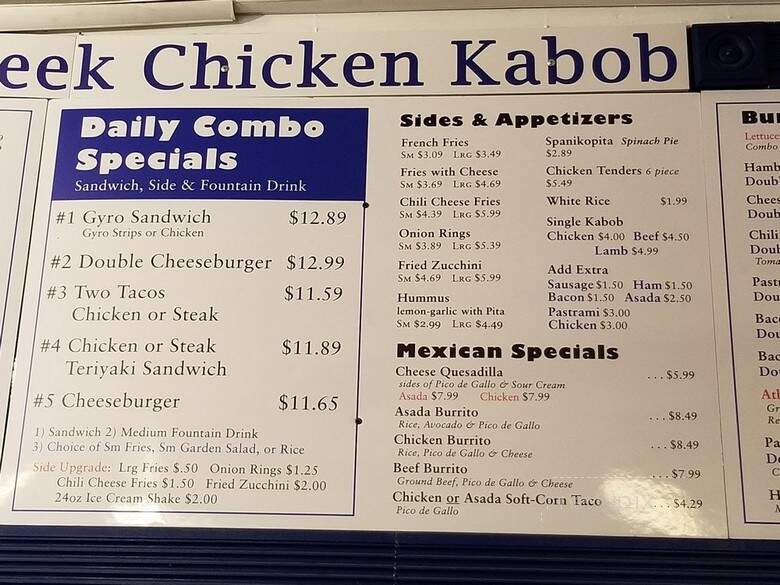 eek Chicken Kabob
Daily Combo
Specials
Sandwich, Side & Fountain Drink
#1 Gyro Sandwich $12.89
Gyro Strips or Chicken
#2 Double Cheeseburger $12.99
#3 Two Tacos $11.59
Chicken or Steak
#4 Chicken or Steak $11.89
Teriyaki Sandwich
#5 Cheeseburger $11.65
1) Sandwich 2) Medium Fountain Drink
3) Choice of Sm Fries, Sm Garden Salad, or Rice
Side Upgrade: Lrg Fries $.50 Onion Rings $1.25
Chili Cheese Fries $1.50 Fried Zucchini $2.00
24oz Ice Cream Shake $2.00
Sides & Appetizers
French Fries
SM $3.09 LRG $3.49
Fries with Cheese
SM $3.69 LRG $4.69
Chili Cheese Fries
SM $4.39 LRG $5.99
Onion Rings
SM $3.89 LRG $5.39
Fried Zucchini
SM $4.69 LRG $5.99
Hummus
lemon-garlic with Pita
SM $2.99 LRG $4.49
Spanikopita Spinach Pie
$2.89
Chicken Tenders 6 piece
$5.49
White Rice $1.99
Single Kabob
Chicken $4.00 Beef $4.50
Lamb $4.99
Add Extra
Sausage $1.50 Ham $1.50
Bacon $1.50 Asada $2.50
Pastrami $3.00
Chicken $3.00
Mexican Specials
Cheese Quesadilla ... $5.99
sides of Pico de Gallo & Sour Cream
Asada $7.99 Chicken $7.99
Asada Burrito ... $8.49
Rice, Avocado & Pico de Gallo
Chicken Burrito ... $8.49
Rice, Pico de Gallo & Cheese
Beef Burrito ... $7.99
Ground Beef, Pico de Gallo & Cheese
Chicken or Asada Soft-Corn Taco ... $4.29
Pico de Gallo
Bu
Lettuce
Combo
Hamb
Doub
Chees
Doub
Chili
Doub
Toma
Pastr
Dou
Bac
Do
Bac
Do
Atl
Gr
Re
Pa
D
C
H